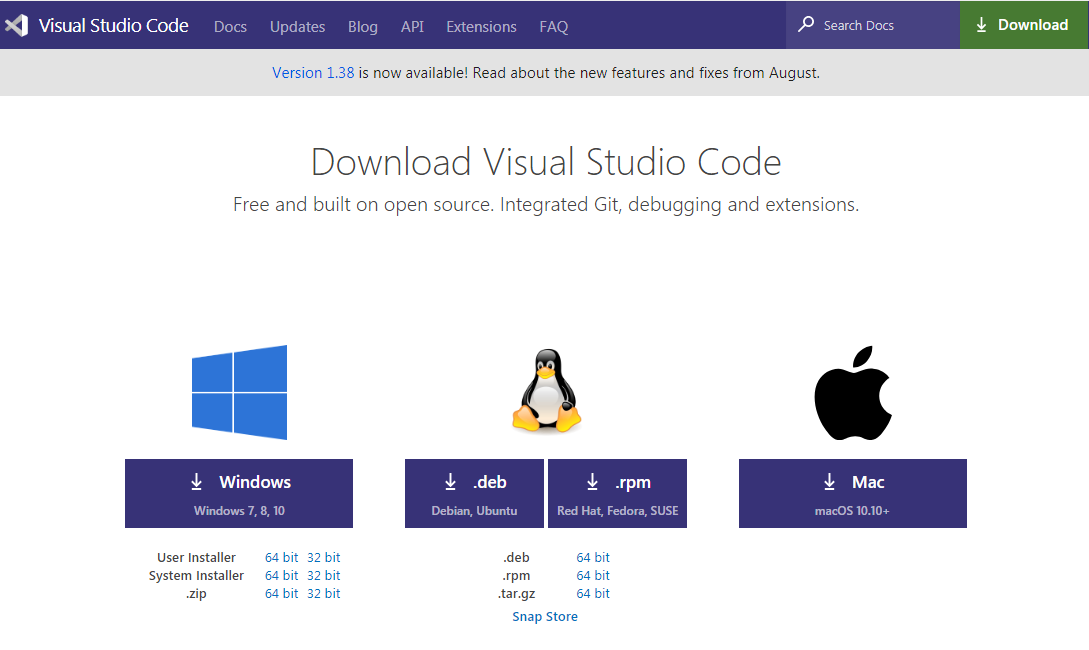 Visual Studio Code Docs Updates Blog API Extensions FAQ Search Docs Download
Version 1.38 is now available! Read about the new features and fixes from August.
Download Visual Studio Code
Free and built on open source. Integrated Git, debugging and extensions.
Windows
Windows 7, 8, 10
.deb
Debian, Ubuntu
.rpm
Red Hat, Fedora, SUSE
Mac
macOS 10.10+
User Installer 64 bit 32 bit
System Installer 64 bit 32 bit
.zip 64 bit 32 bit
.deb 64 bit
.rpm 64 bit
.tar.gz 64 bit
Snap Store